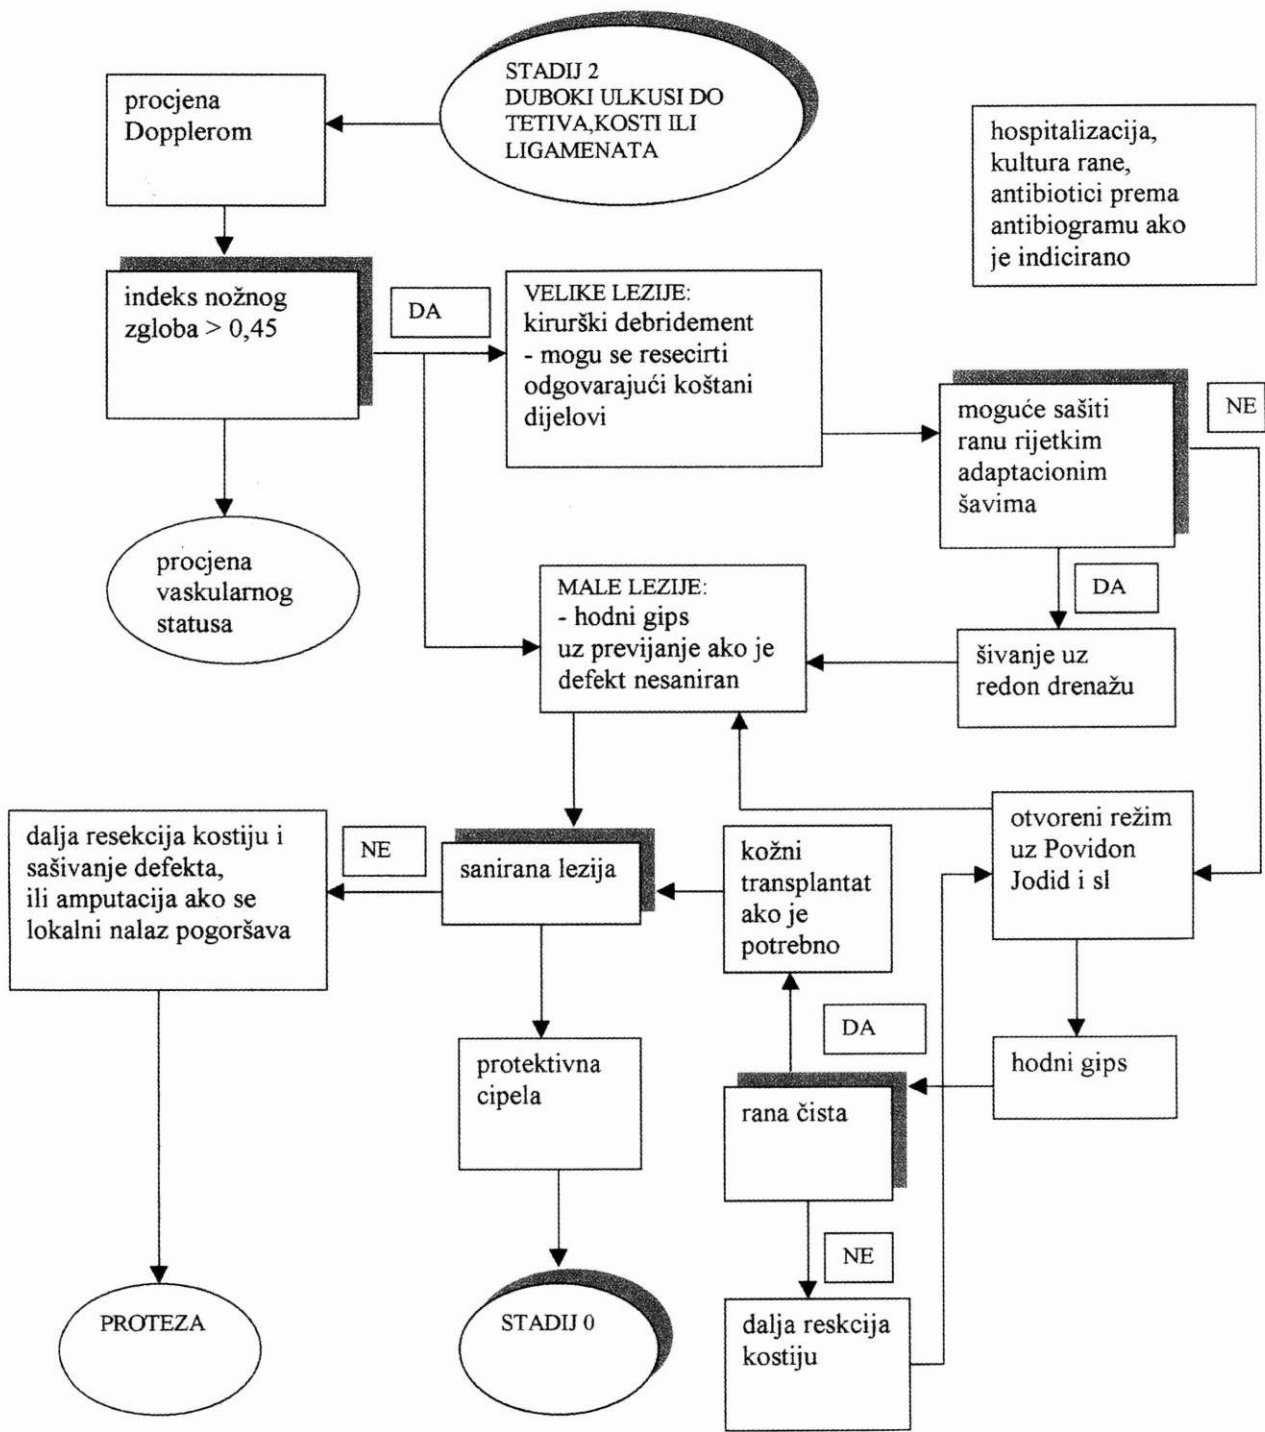 STADIJ 2
DUBOKI ULKUSI DO
TETIVA,KOSTI ILI
LIGAMENATA
procjena
Dopplerom
hospitalizacija,
kultura rane,
antibiotici prema
antibiogramu ako
je indicirano
indeks nožnog
zgloba > 0,45
DA
VELIKE LEZIJE:
kirurški debridement
- mogu se resecirti
odgovarajući koštani
dijelovi
moguće sašiti
ranu rijetkim
adaptacionim
šavima
NE
procjena
vaskularnog
statusa
MALE LEZIJE:
- hodni gips
uz previjanje ako je
defekt nesaniran
DA
šivanje uz
redon drenažu
dalja resekcija kostiju i
sašivanje defekta,
ili amputacija ako se
lokalni nalaz pogoršava
NE
sanirana lezija
kožni
transplantat
ako je
potrebno
otvoreni režim
uz Povidon
Jodid i sl
DA
protektivna
cipela
rana čista
hodni gips
NE
PROTEZA
STADIJ 0
dalja reskcija
kostiju